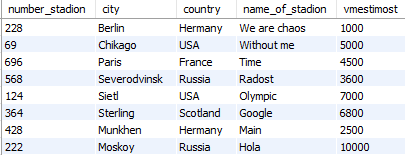 number_stadion city country name_of_stadion vmestimost
228 Berlin Hermany We are chaos 1000
69 Chikago USA Without me 5000
696 Paris France Time 4500
568 Severodvinsk Russia Radost 3600
124 Sietl USA Olympic 7000
364 Sterling Scotland Google 6800
428 Munkhen Hermany Main 2500
222 Moskoy Russia Hola 10000